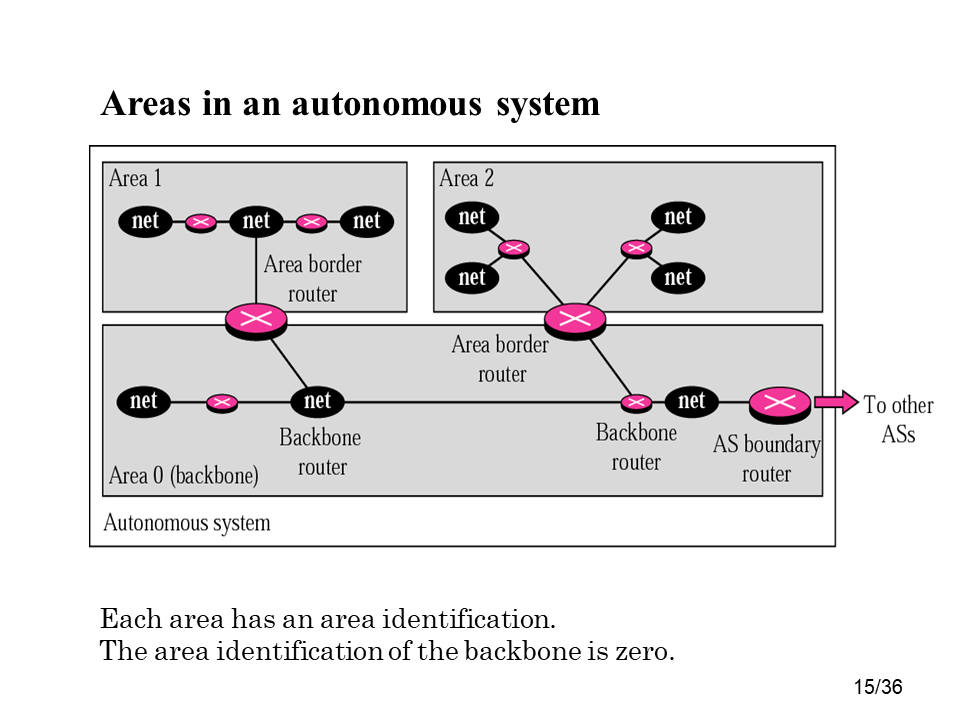 Areas in an autonomous system
Area 1
net net net
Area border
router
Area 2
net net
net net
Area border
router
net net net
Backbone
router
Backbone
router
AS boundary
router
To other
ASs
Area 0 (backbone)
Autonomous system
Each area has an area identification.
The area identification of the backbone is zero.
15/36